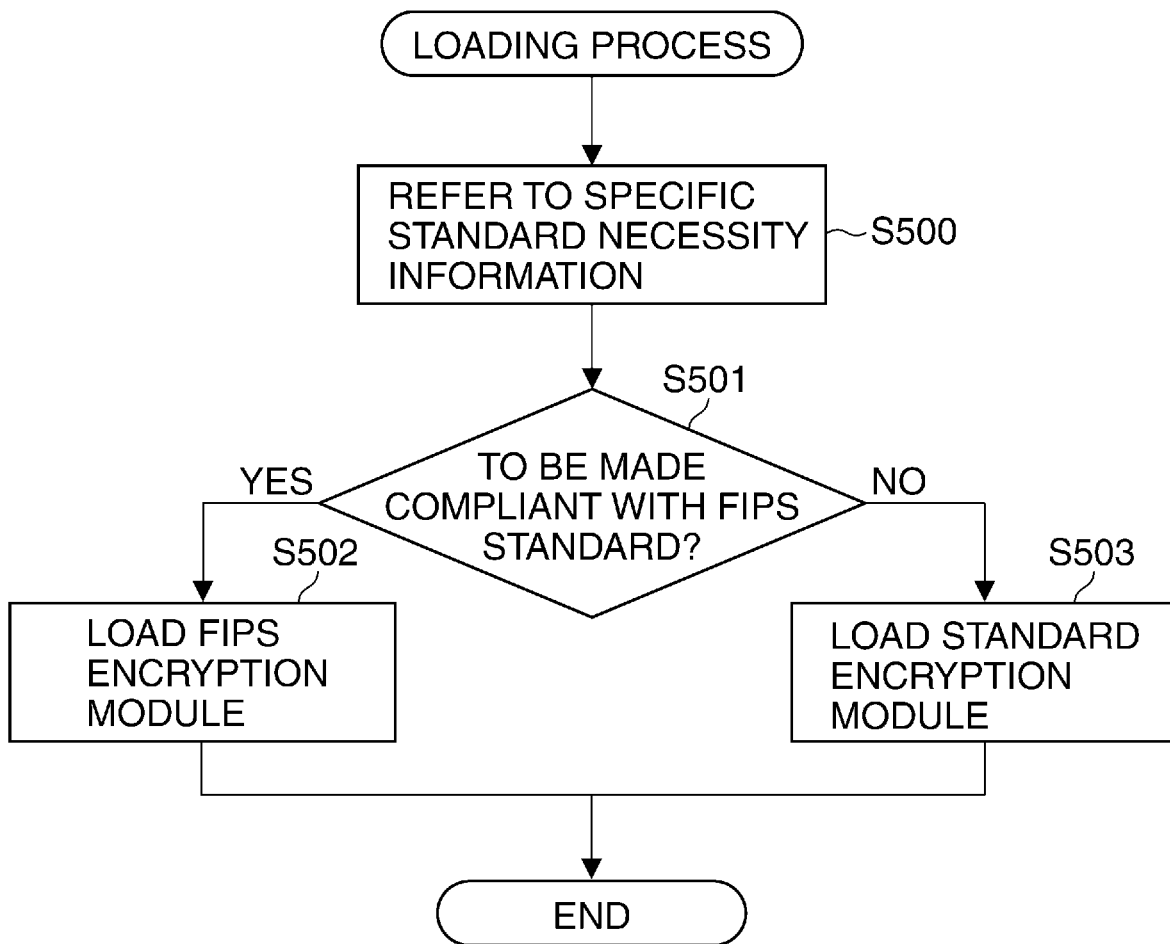 LOADING PROCESS
REFER TO SPECIFIC
STANDARD NECESSITY
INFORMATION
S500
S501
TO BE MADE
COMPLIANT WITH FIPS
STANDARD?
YES
NO
S502
LOAD FIPS
ENCRYPTION
MODULE
S503
LOAD STANDARD
ENCRYPTION
MODULE
END